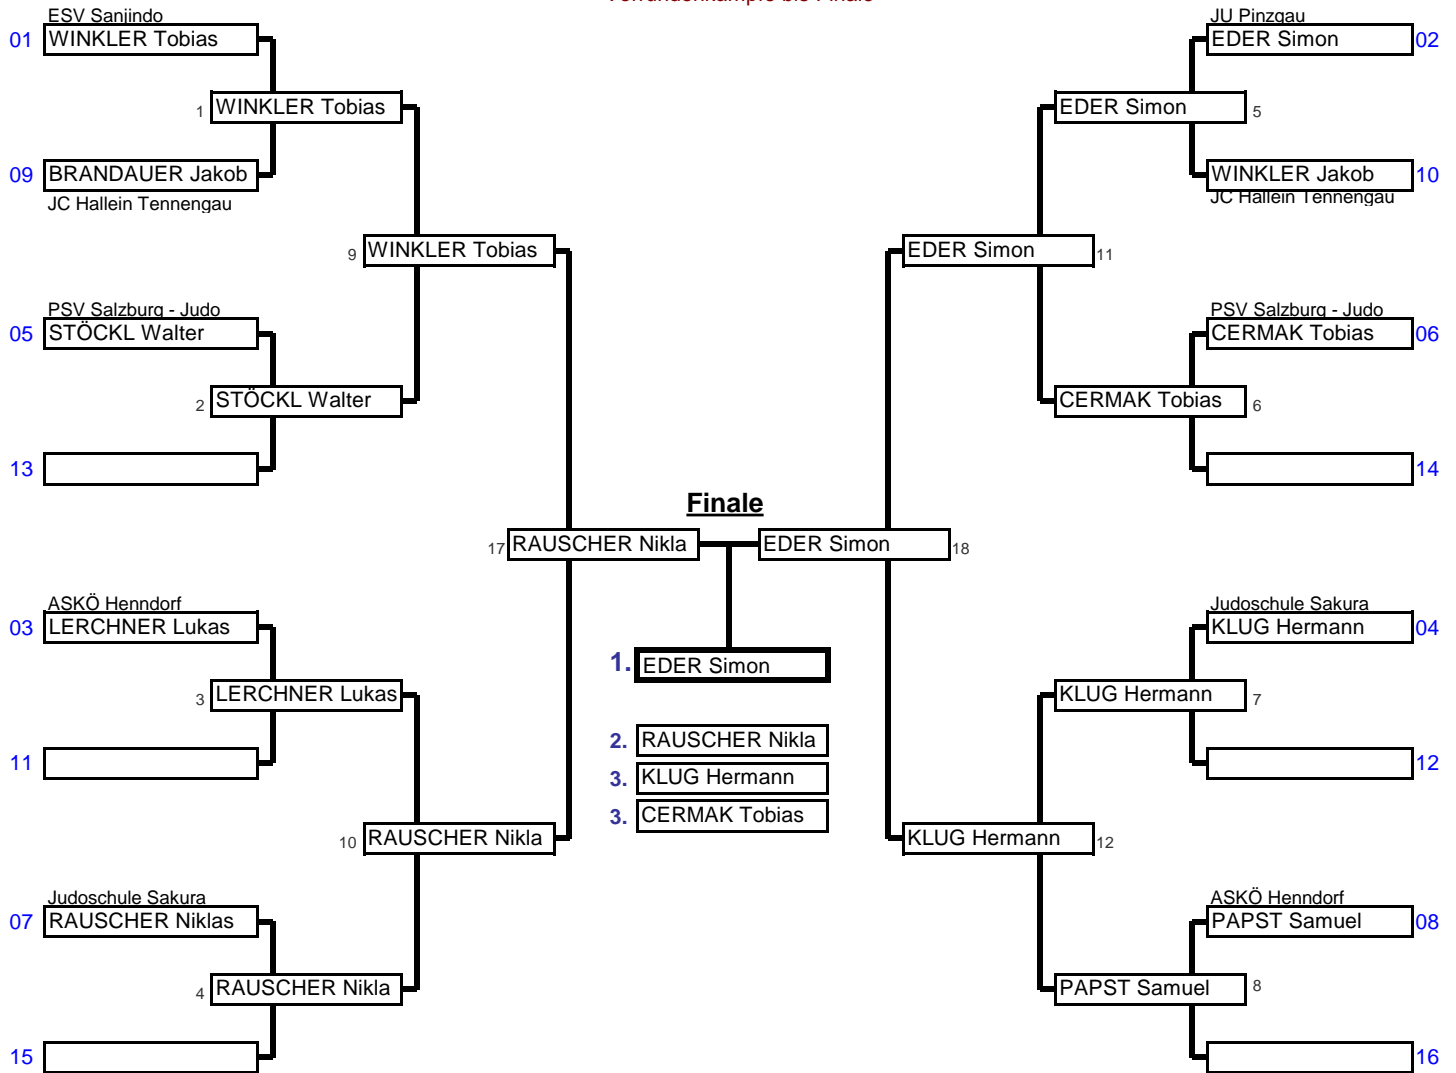 ESV Sanjindo
01 WINKLER Tobias
1 WINKLER Tobias
09 BRANDAUER Jakob
JC Hallein Tennengau
9 WINKLER Tobias
PSV Salzburg - Judo
05 STÖCKL Walter
2 STÖCKL Walter
13
17 RAUSCHER Nikla
ASKÖ Henndorf
03 LERCHNER Lukas
3 LERCHNER Lukas
11
10 RAUSCHER Nikla
Judoschule Sakura
07 RAUSCHER Niklas
4 RAUSCHER Nikla
15
Finale
1. EDER Simon
2. RAUSCHER Nikla
3. KLUG Hermann
3. CERMAK Tobias
JU Pinzgau
EDER Simon 02
EDER Simon 5
WINKLER Jakob 10
JC Hallein Tennengau
EDER Simon 11
PSV Salzburg - Judo
CERMAK Tobias 06
CERMAK Tobias 6
14
EDER Simon 18
Judoschule Sakura
KLUG Hermann 04
KLUG Hermann 7
12
KLUG Hermann 12
ASKÖ Henndorf
PAPST Samuel 08
PAPST Samuel 8
16